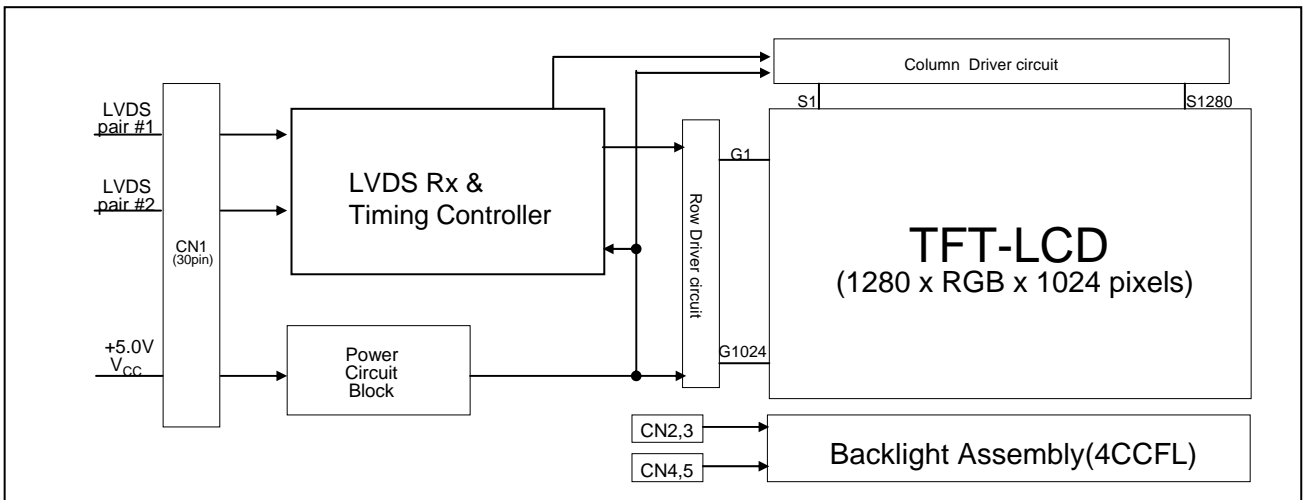 LVDS
pair #1
LVDS
pair #2
CN1
(30pin)
+5.0V
VCC
LVDS Rx &
Timing Controller
Power
Circuit
Block
Row Driver circuit
Column Driver circuit
S1
S1280
G1
G1024
TFT-LCD
(1280 x RGB x 1024 pixels)
CN2,3
CN4,5
Backlight Assembly(4CCFL)